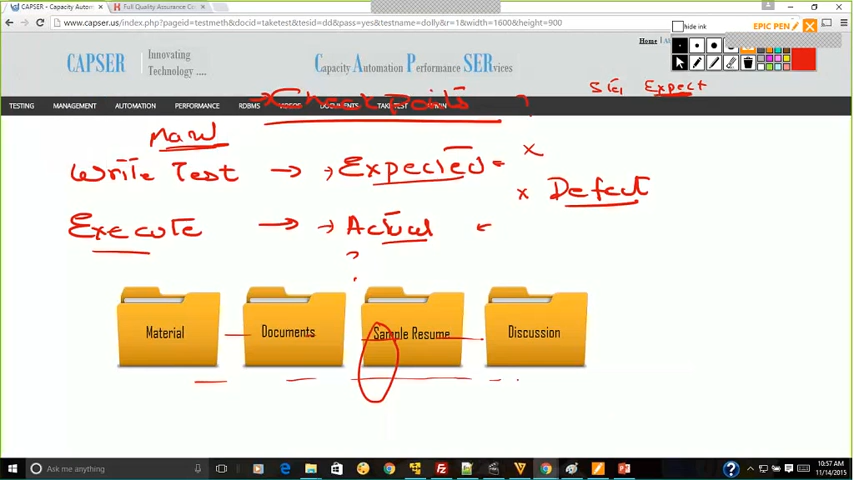 CAPSER - Capacity Autom
Full Quality Assurance Co
www.capser.us/index.php?pageid=testmeth&docid=taketest&tesid=dd&pass=yes&testname=dolly&r=1&width=1600&height=900
hide ink
EPIC PEN
Home
CAPSER
Innovating
Technology ....
Capacity Automation Performance SERvices
Expect
Checkpoints
TESTING MANAGEMENT AUTOMATION PERFORMANCE RDBMS VIDEOS DOCUMENTS TAKE TEST
Write Test → Expected
x Defect
Execute → Actual
Material
Documents
Sample Resume
Discussion
Ask me anything
10:57 AM
11/14/2015